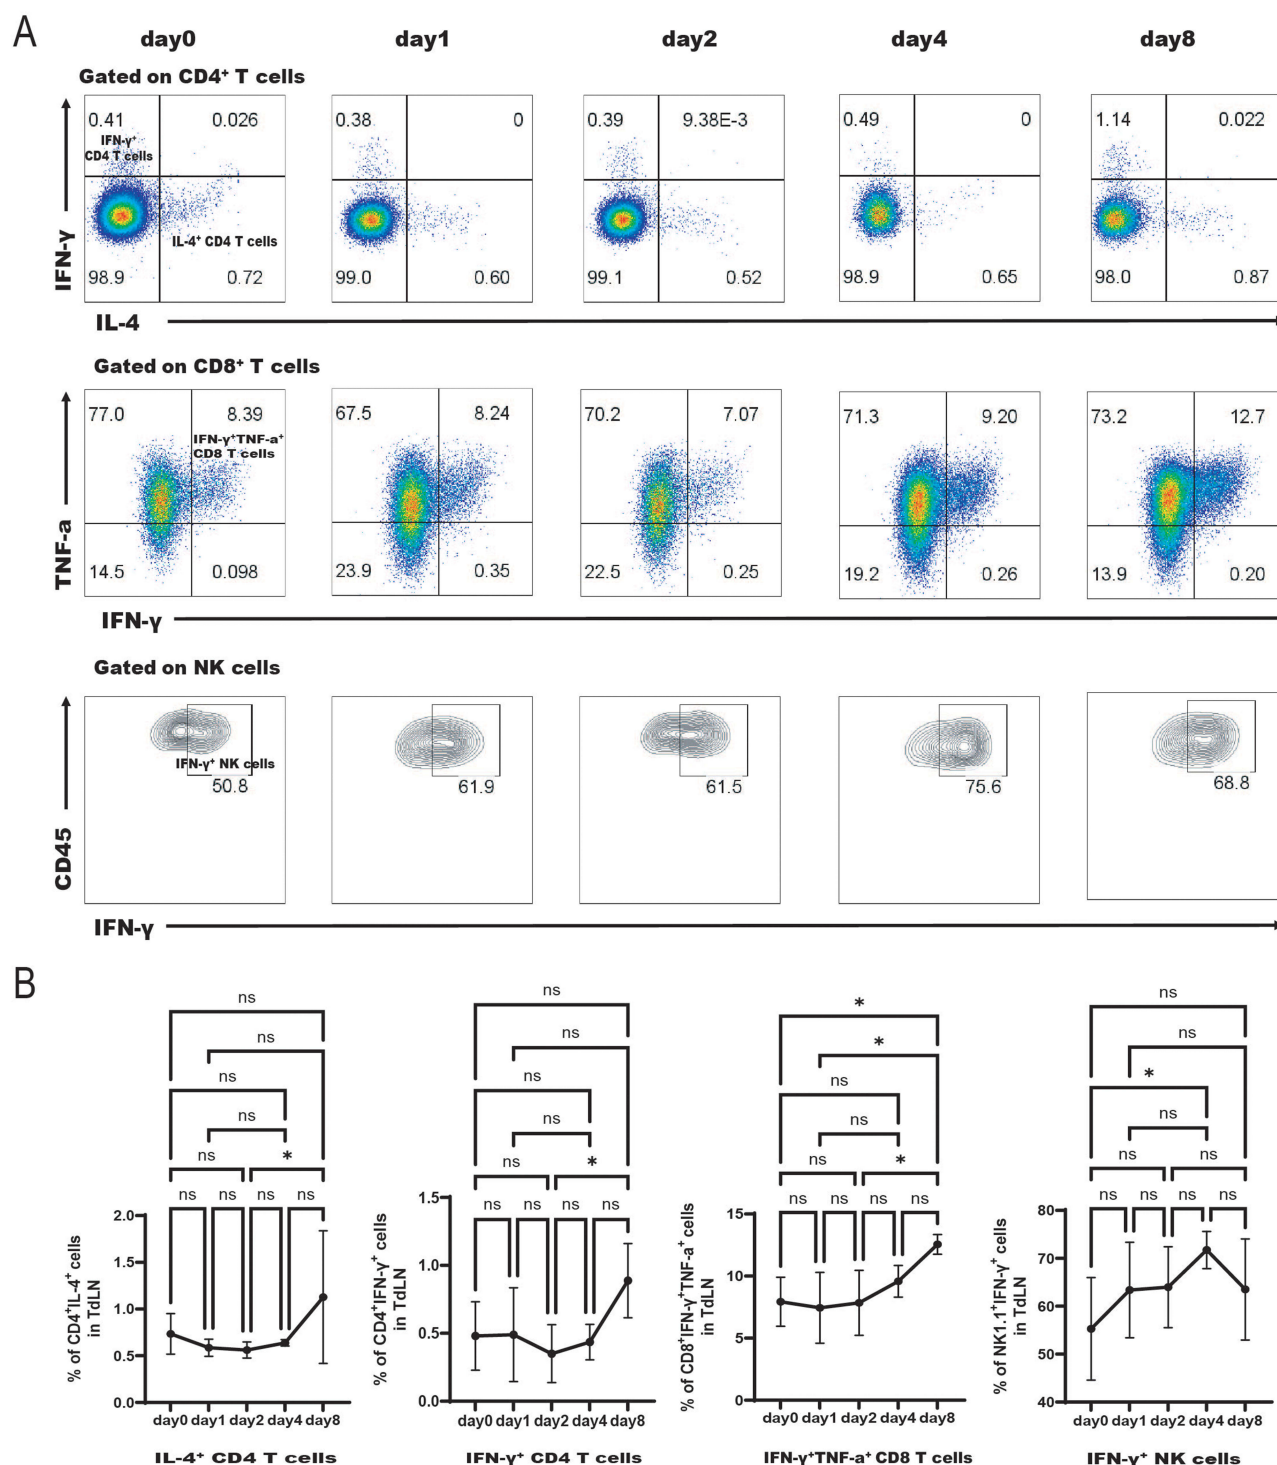 A
day0 day1 day2 day4 day8
Gated on CD4⁺ T cells
0.41 0.026 0.38 0 0.39 9.38E-3 0.49 0 1.14 0.022
IFN-γ⁺
CD4 T cells
IL-4⁺ CD4 T cells
98.9 0.72 99.0 0.60 99.1 0.52 98.9 0.65 98.0 0.87
IFN-γ
IL-4
Gated on CD8⁺ T cells
77.0 8.39 67.5 8.24 70.2 7.07 71.3 9.20 73.2 12.7
IFN-γ⁺TNF-a⁺
CD8 T cells
14.5 0.098 23.9 0.35 22.5 0.25 19.2 0.26 13.9 0.20
TNF-a
IFN-γ
Gated on NK cells
IFN-γ⁺ NK cells
50.8 61.9 61.5 75.6 68.8
CD45
IFN-γ
B
ns
ns
ns
ns
ns *
ns ns ns ns
2.0
1.5
1.0
0.5
0.0
% of CD4⁺IL-4⁺ cells
in TdLN
day0 day1 day2 day4 day8
IL-4⁺ CD4 T cells
ns
ns
ns
ns
ns *
ns ns ns ns
1.5
1.0
0.5
0.0
% of CD4⁺IFN-γ⁺ cells
in TdLN
day0 day1 day2 day4 day8
IFN-γ⁺ CD4 T cells
*
*
ns
ns
ns *
ns ns ns ns
15
10
5
0
% of CD8⁺IFN-γ⁺TNF-a⁺ cells
in TdLN
day0 day1 day2 day4 day8
IFN-γ⁺TNF-a⁺ CD8 T cells
ns
ns
*
ns
ns ns
ns ns ns ns
80
70
60
50
40
% of NK1.1⁺IFN-γ⁺ cells
in TdLN
day0 day1 day2 day4 day8
IFN-γ⁺ NK cells